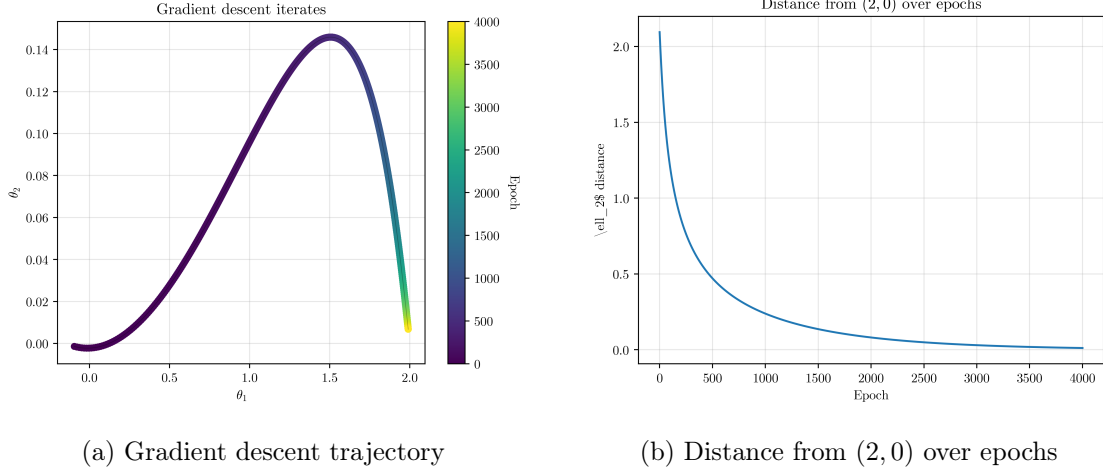 Gradient descent iterates
0.14
0.12
0.10
0.08
0.06
0.04
0.02
0.00
θ₂
0.0 0.5 1.0 1.5 2.0
θ₁
4000
3500
3000
2500
2000
1500
1000
500
0
Epoch
(a) Gradient descent trajectory
Distance from (2, 0) over epochs
2.0
1.5
1.0
0.5
0.0
\ell_2$ distance
0 500 1000 1500 2000 2500 3000 3500 4000
Epoch
(b) Distance from (2, 0) over epochs